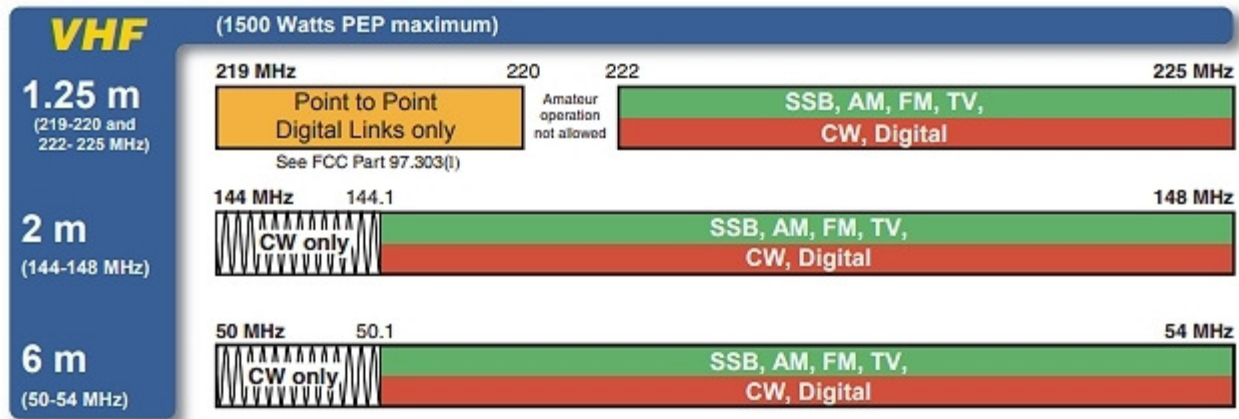 VHF
(1500 Watts PEP maximum)
1.25 m
(219-220 and
222- 225 MHz)
219 MHz 220 222 225 MHz
Point to Point
Digital Links only
Amateur
operation
not allowed
SSB, AM, FM, TV,
CW, Digital
See FCC Part 97.303(l)
2 m
(144-148 MHz)
144 MHz 144.1 148 MHz
CW only
SSB, AM, FM, TV,
CW, Digital
6 m
(50-54 MHz)
50 MHz 50.1 54 MHz
CW only
SSB, AM, FM, TV,
CW, Digital